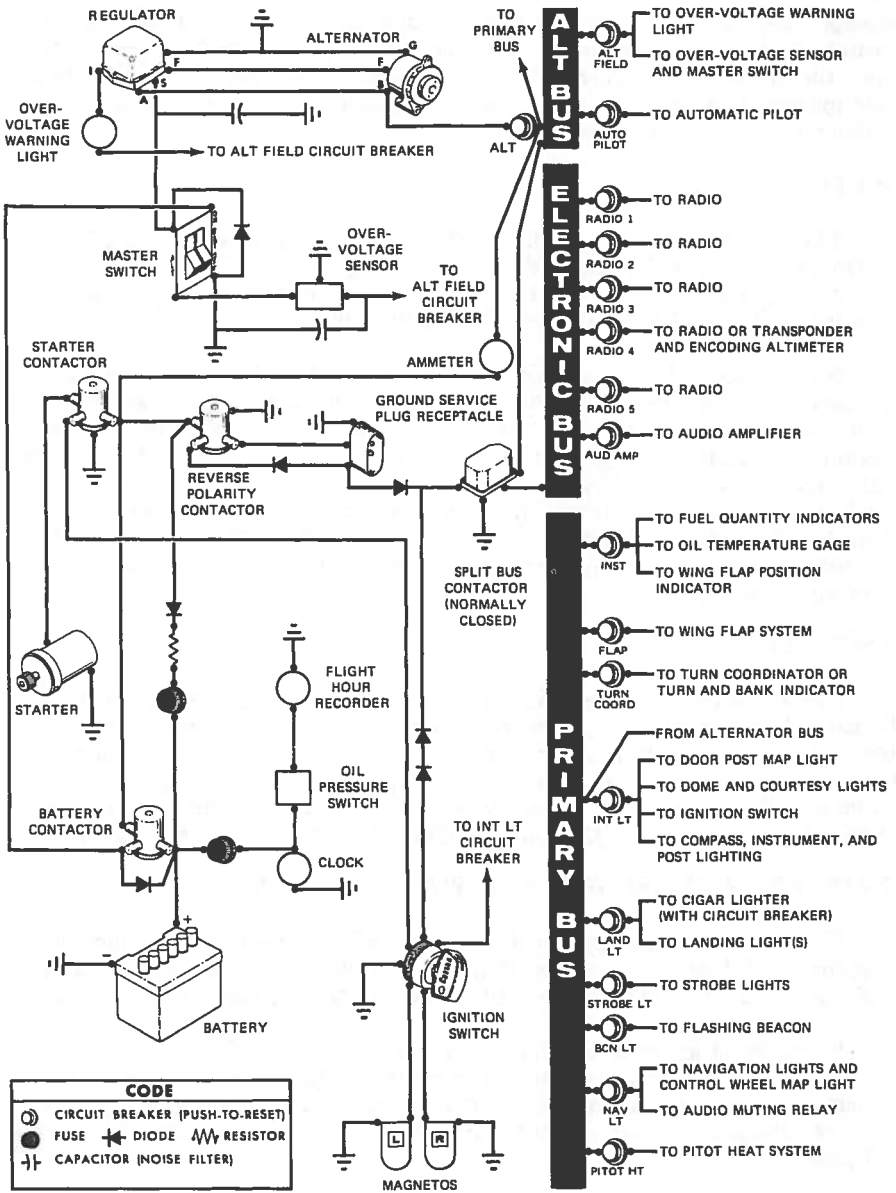 REGULATOR
ALTERNATOR
G
F
F
I
S
A
B
OVER-
VOLTAGE
WARNING
LIGHT
TO ALT FIELD CIRCUIT BREAKER
TO
PRIMARY
BUS
ALT
ALT BUS
ALT
FIELD
TO OVER-VOLTAGE WARNING
LIGHT
TO OVER-VOLTAGE SENSOR
AND MASTER SWITCH
AUTO
PILOT
TO AUTOMATIC PILOT
MASTER
SWITCH
OVER-
VOLTAGE
SENSOR
TO
ALT FIELD
CIRCUIT
BREAKER
AMMETER
ELECTRONIC BUS
RADIO 1
TO RADIO
RADIO 2
TO RADIO
RADIO 3
TO RADIO
RADIO 4
TO RADIO OR TRANSPONDER
AND ENCODING ALTIMETER
RADIO 5
TO RADIO
AUD AMP
TO AUDIO AMPLIFIER
STARTER
CONTACTOR
GROUND SERVICE
PLUG RECEPTACLE
REVERSE
POLARITY
CONTACTOR
SPLIT BUS
CONTACTOR
(NORMALLY
CLOSED)
STARTER
FLIGHT
HOUR
RECORDER
OIL
PRESSURE
SWITCH
CLOCK
BATTERY
CONTACTOR
+
-
BATTERY
TO INT LT
CIRCUIT
BREAKER
IGNITION
SWITCH
L
R
MAGNETOS
PRIMARY BUS
INST
TO FUEL QUANTITY INDICATORS
TO OIL TEMPERATURE GAGE
TO WING FLAP POSITION
INDICATOR
FLAP
TO WING FLAP SYSTEM
TURN
COORD
TO TURN COORDINATOR OR
TURN AND BANK INDICATOR
FROM ALTERNATOR BUS
INT LT
TO DOOR POST MAP LIGHT
TO DOME AND COURTESY LIGHTS
TO IGNITION SWITCH
TO COMPASS, INSTRUMENT, AND
POST LIGHTING
LAND
LT
TO CIGAR LIGHTER
(WITH CIRCUIT BREAKER)
TO LANDING LIGHT(S)
STROBE LT
TO STROBE LIGHTS
BCN LT
TO FLASHING BEACON
NAV
LT
TO NAVIGATION LIGHTS AND
CONTROL WHEEL MAP LIGHT
TO AUDIO MUTING RELAY
PITOT HT
TO PITOT HEAT SYSTEM
CODE
CIRCUIT BREAKER (PUSH-TO-RESET)
FUSE DIODE RESISTOR
CAPACITOR (NOISE FILTER)